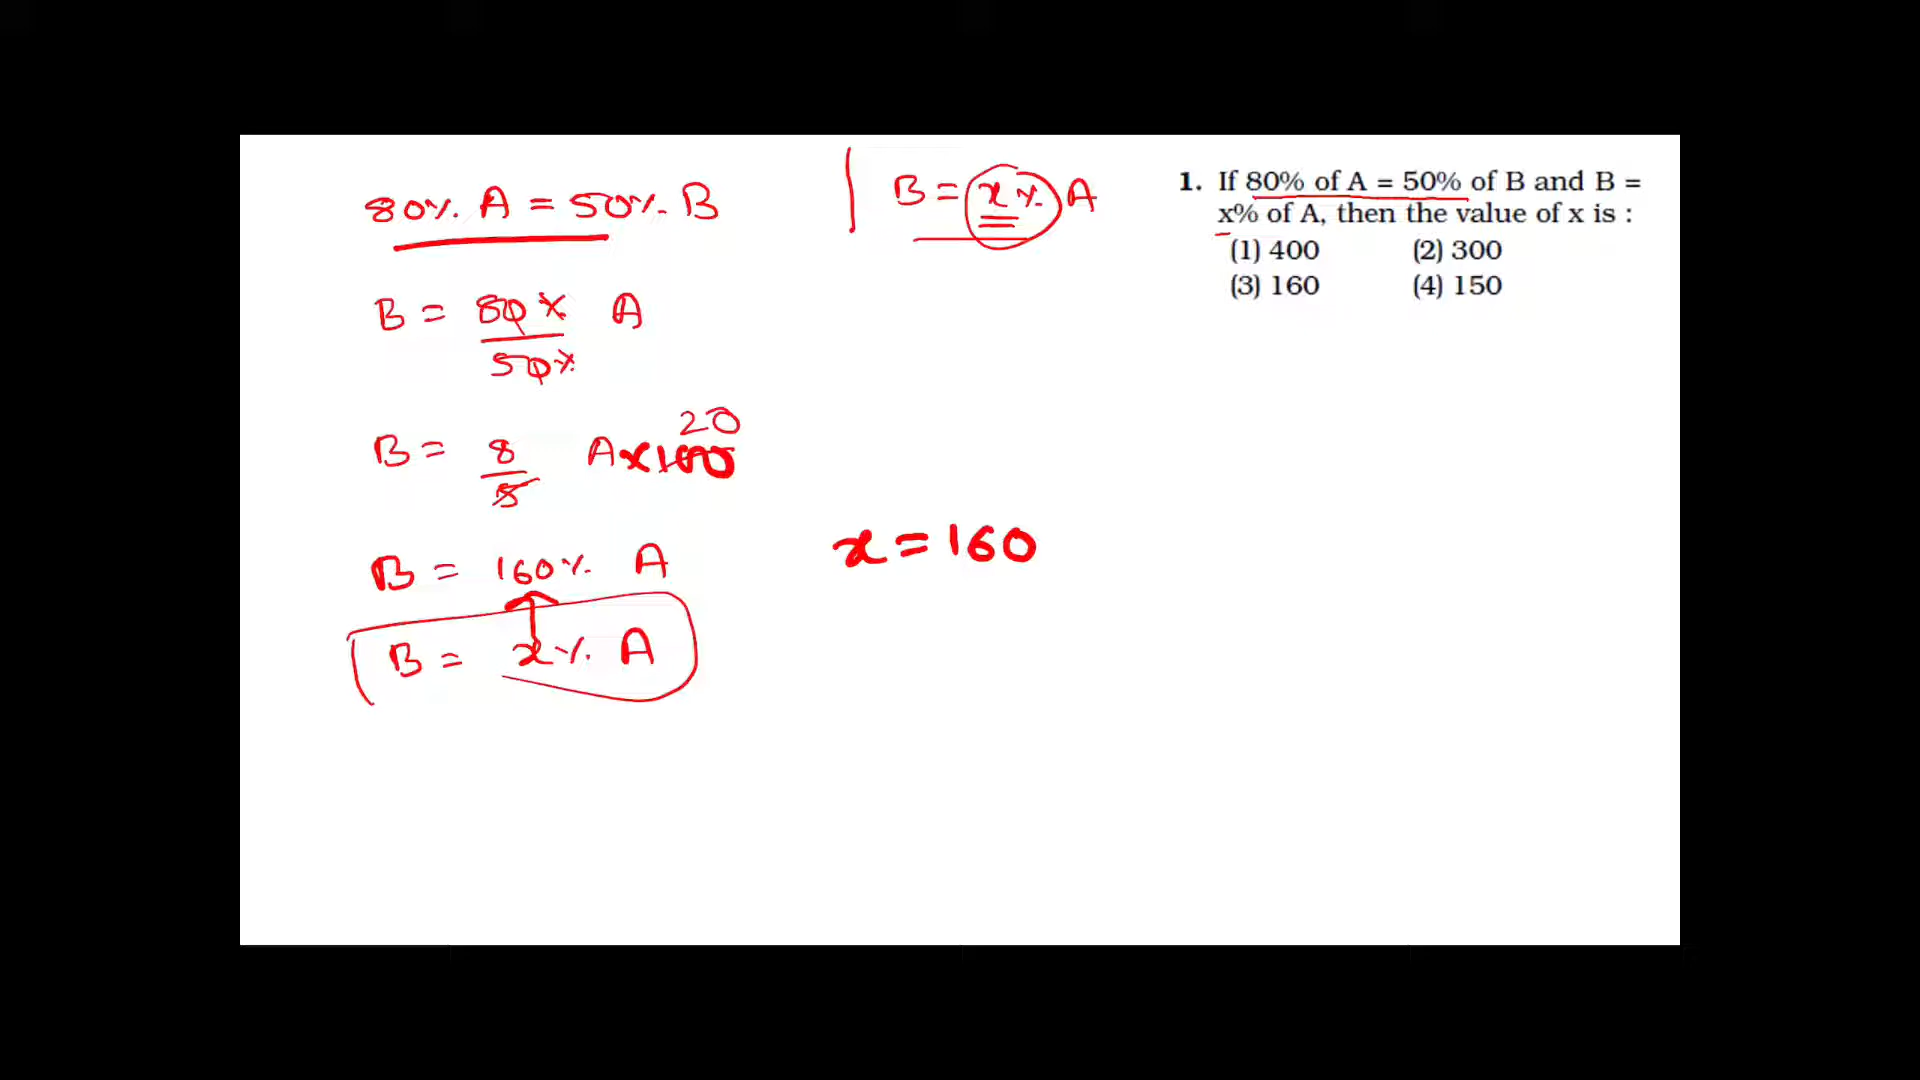 80% A = 50% B
B = x% A
B = 80% A
50%
B = 8 A x 100
20
5
B = 160% A
B = x% A
x = 160
1. If 80% of A = 50% of B and B =
x% of A, then the value of x is :
(1) 400 (2) 300
(3) 160 (4) 150